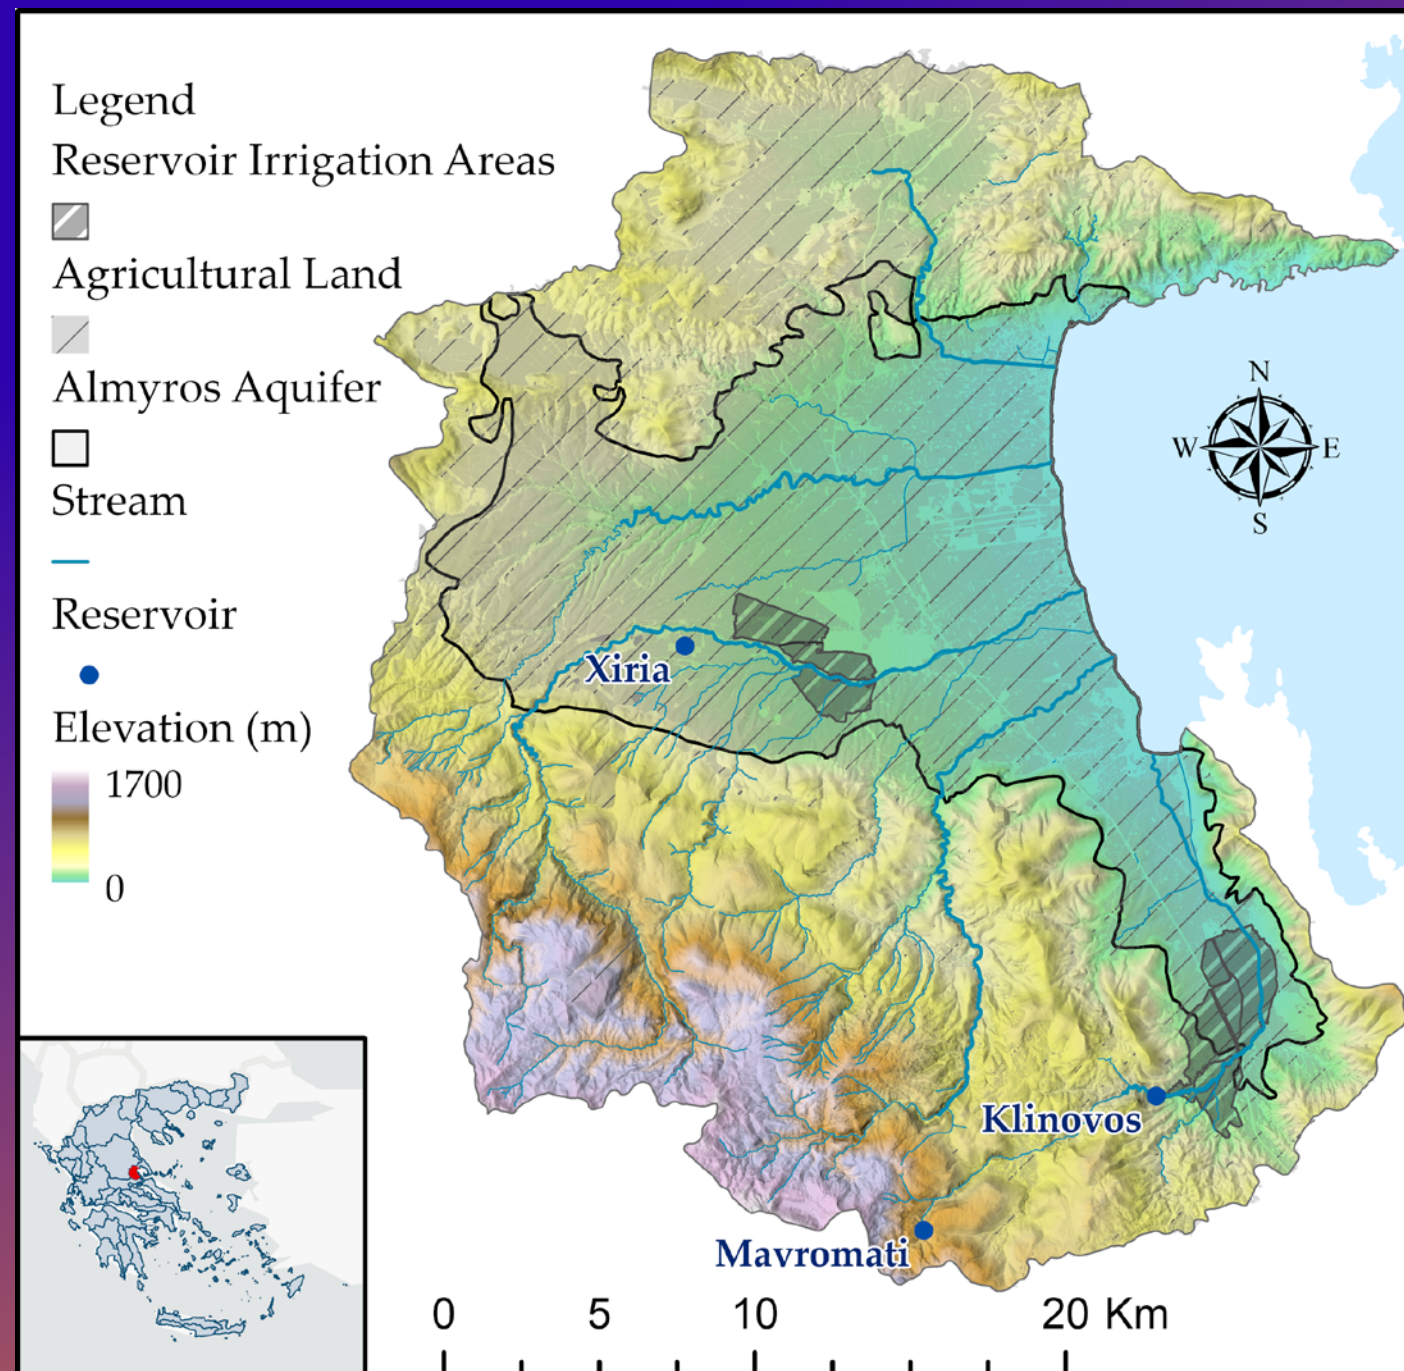 Legend
Reservoir Irrigation Areas
Agricultural Land
Almyros Aquifer
Stream
Reservoir
Elevation (m)
1700
0
N
W E
S
Xiria
Klinovos
Mavromati
0 5 10 20 Km